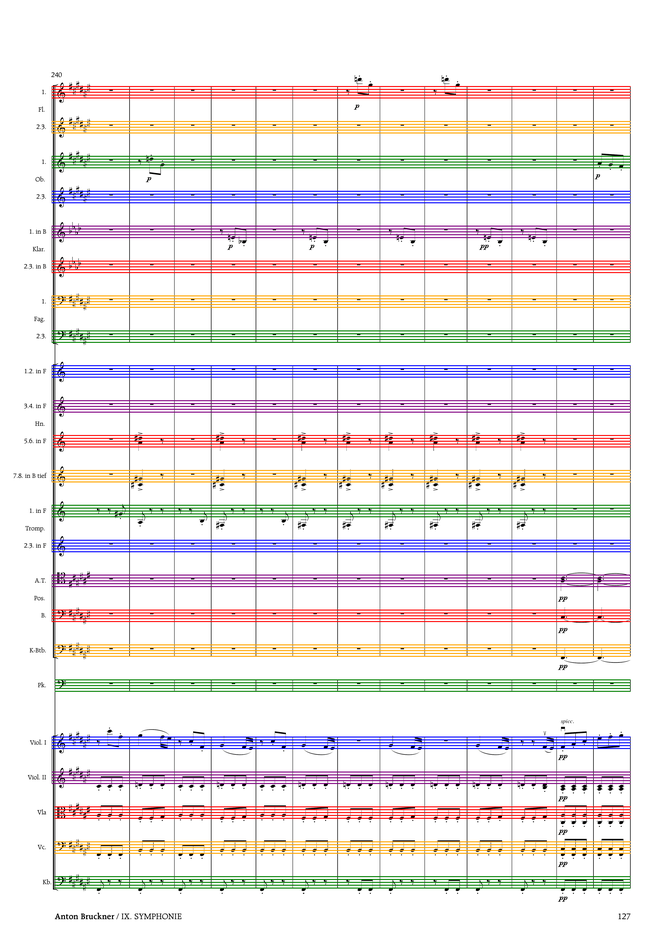 240
1.
p
Fl.
2.3.
1.
p
p
Ob.
2.3.
1. in B
p
p
pp
Klar.
2.3. in B
1.
Fag.
2.3.
1.2. in F
3.4. in F
Hn.
5.6. in F
7.8. in B tief
1. in F
Tromp.
2.3. in F
A.T.
Pos.
pp
B.
pp
K-Btb.
pp
Pk.
spicc.
Viol. I
pp
Viol. II
pp
Vla
pp
Vc.
pp
Kb.
pp
Anton Bruckner / IX. SYMPHONIE
127